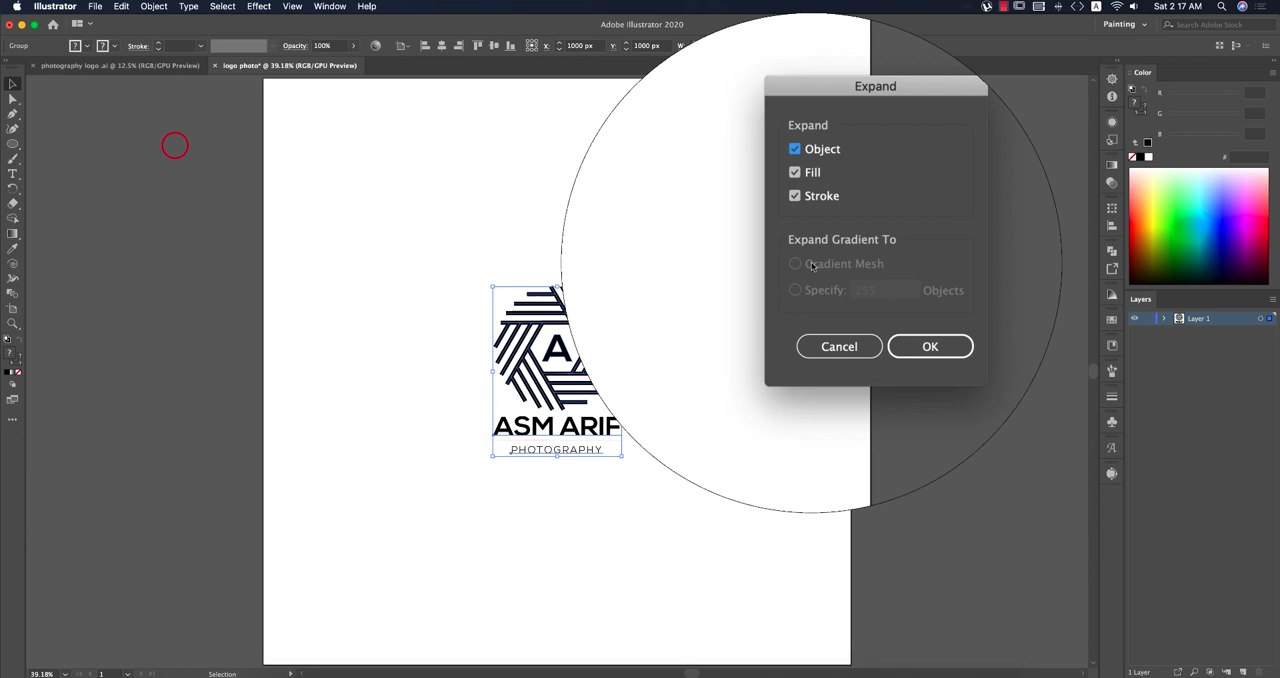 Illustrator File Edit Object Type Select Effect View Window Help
A Sat 2 17 AM
Adobe Illustrator 2020
Painting
Search Adobe Stock
Group ? ? Stroke: Opacity: 100% X: 1000 px Y: 1000 px
× photography logo .ai @ 12.5% (RGB/GPU Preview)
× logo photo* @ 39.18% (RGB/GPU Preview)
Expand
Expand
Object
Fill
Stroke
Expand Gradient To
Gradient Mesh
Specify: 255 Objects
Cancel
OK
A
ASM ARIF
PHOTOGRAPHY
Color
R
G
B
#
Layers
Layer 1
39.18%
1
Selection
1 Layer